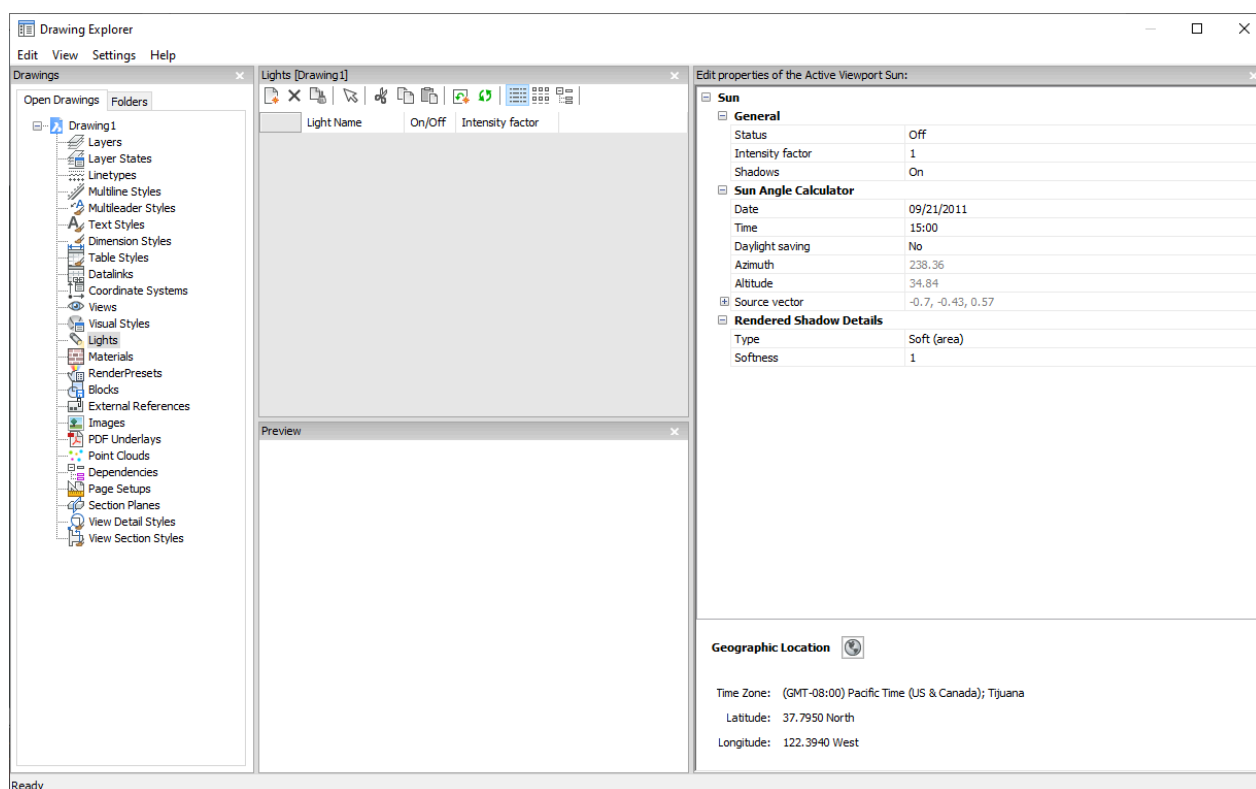 Drawing Explorer
Edit View Settings Help
Drawings
Open Drawings Folders
Drawing1
Layers
Layer States
Linetypes
Multiline Styles
Multileader Styles
Text Styles
Dimension Styles
Table Styles
Datalinks
Coordinate Systems
Views
Visual Styles
Lights
Materials
RenderPresets
Blocks
External References
Images
PDF Underlays
Point Clouds
Dependencies
Page Setups
Section Planes
View Detail Styles
View Section Styles
Lights [Drawing1]
Light Name On/Off Intensity factor
Preview
Edit properties of the Active Viewport Sun:
Sun
General
Status Off
Intensity factor 1
Shadows On
Sun Angle Calculator
Date 09/21/2011
Time 15:00
Daylight saving No
Azimuth 238.36
Altitude 34.84
Source vector -0.7, -0.43, 0.57
Rendered Shadow Details
Type Soft (area)
Softness 1
Geographic Location
Time Zone: (GMT-08:00) Pacific Time (US & Canada); Tijuana
Latitude: 37.7950 North
Longitude: 122.3940 West
Ready